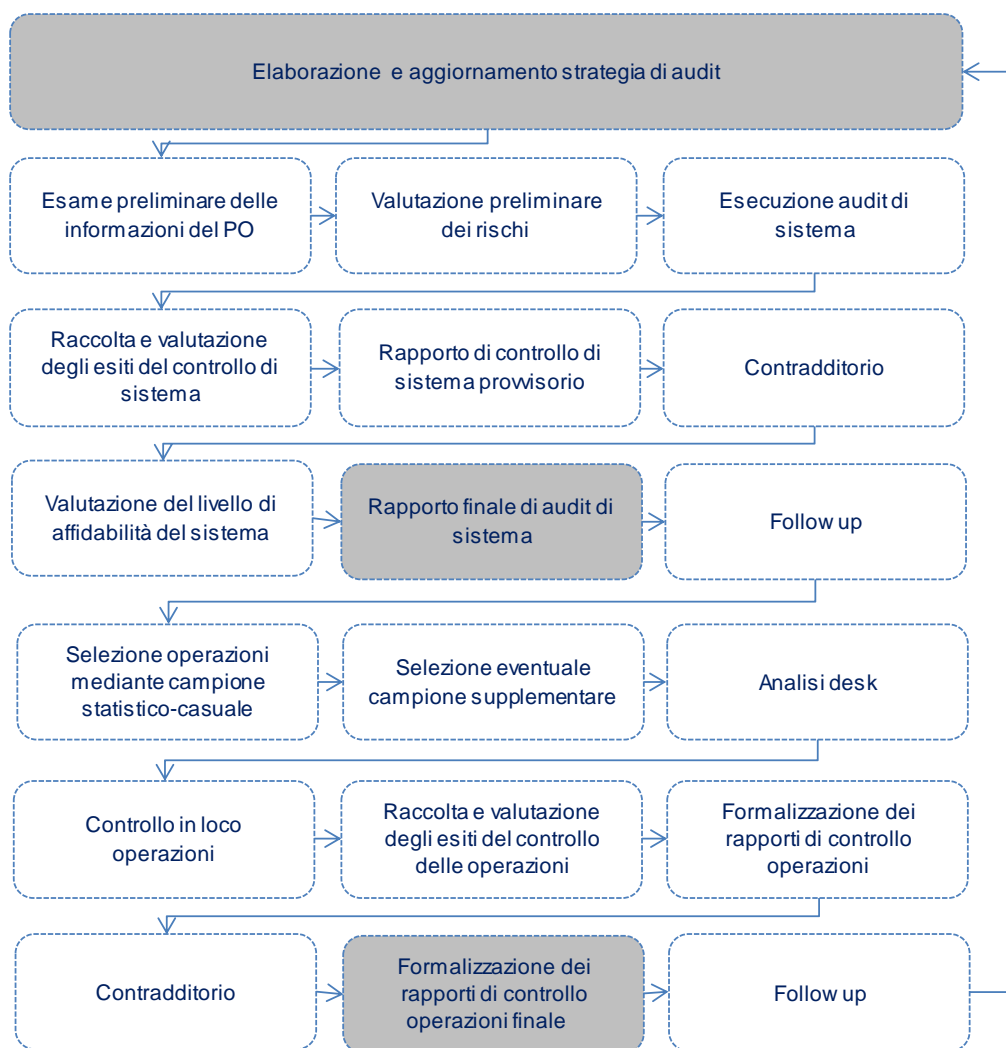 Elaborazione e aggiornamento strategia di audit
Esame preliminare delle
informazioni del PO
Valutazione preliminare
dei rischi
Esecuzione audit di
sistema
Raccolta e valutazione
degli esiti del controllo di
sistema
Rapporto di controllo di
sistema provvisorio
Contradditorio
Valutazione del livello di
affidabilità del sistema
Rapporto finale di audit di
sistema
Follow up
Selezione operazioni
mediante campione
statistico-casuale
Selezione eventuale
campione supplementare
Analisi desk
Controllo in loco
operazioni
Raccolta e valutazione
degli esiti del controllo
delle operazioni
Formalizzazione dei
rapporti di controllo
operazioni
Contradditorio
Formalizzazione dei
rapporti di controllo
operazioni finale
Follow up